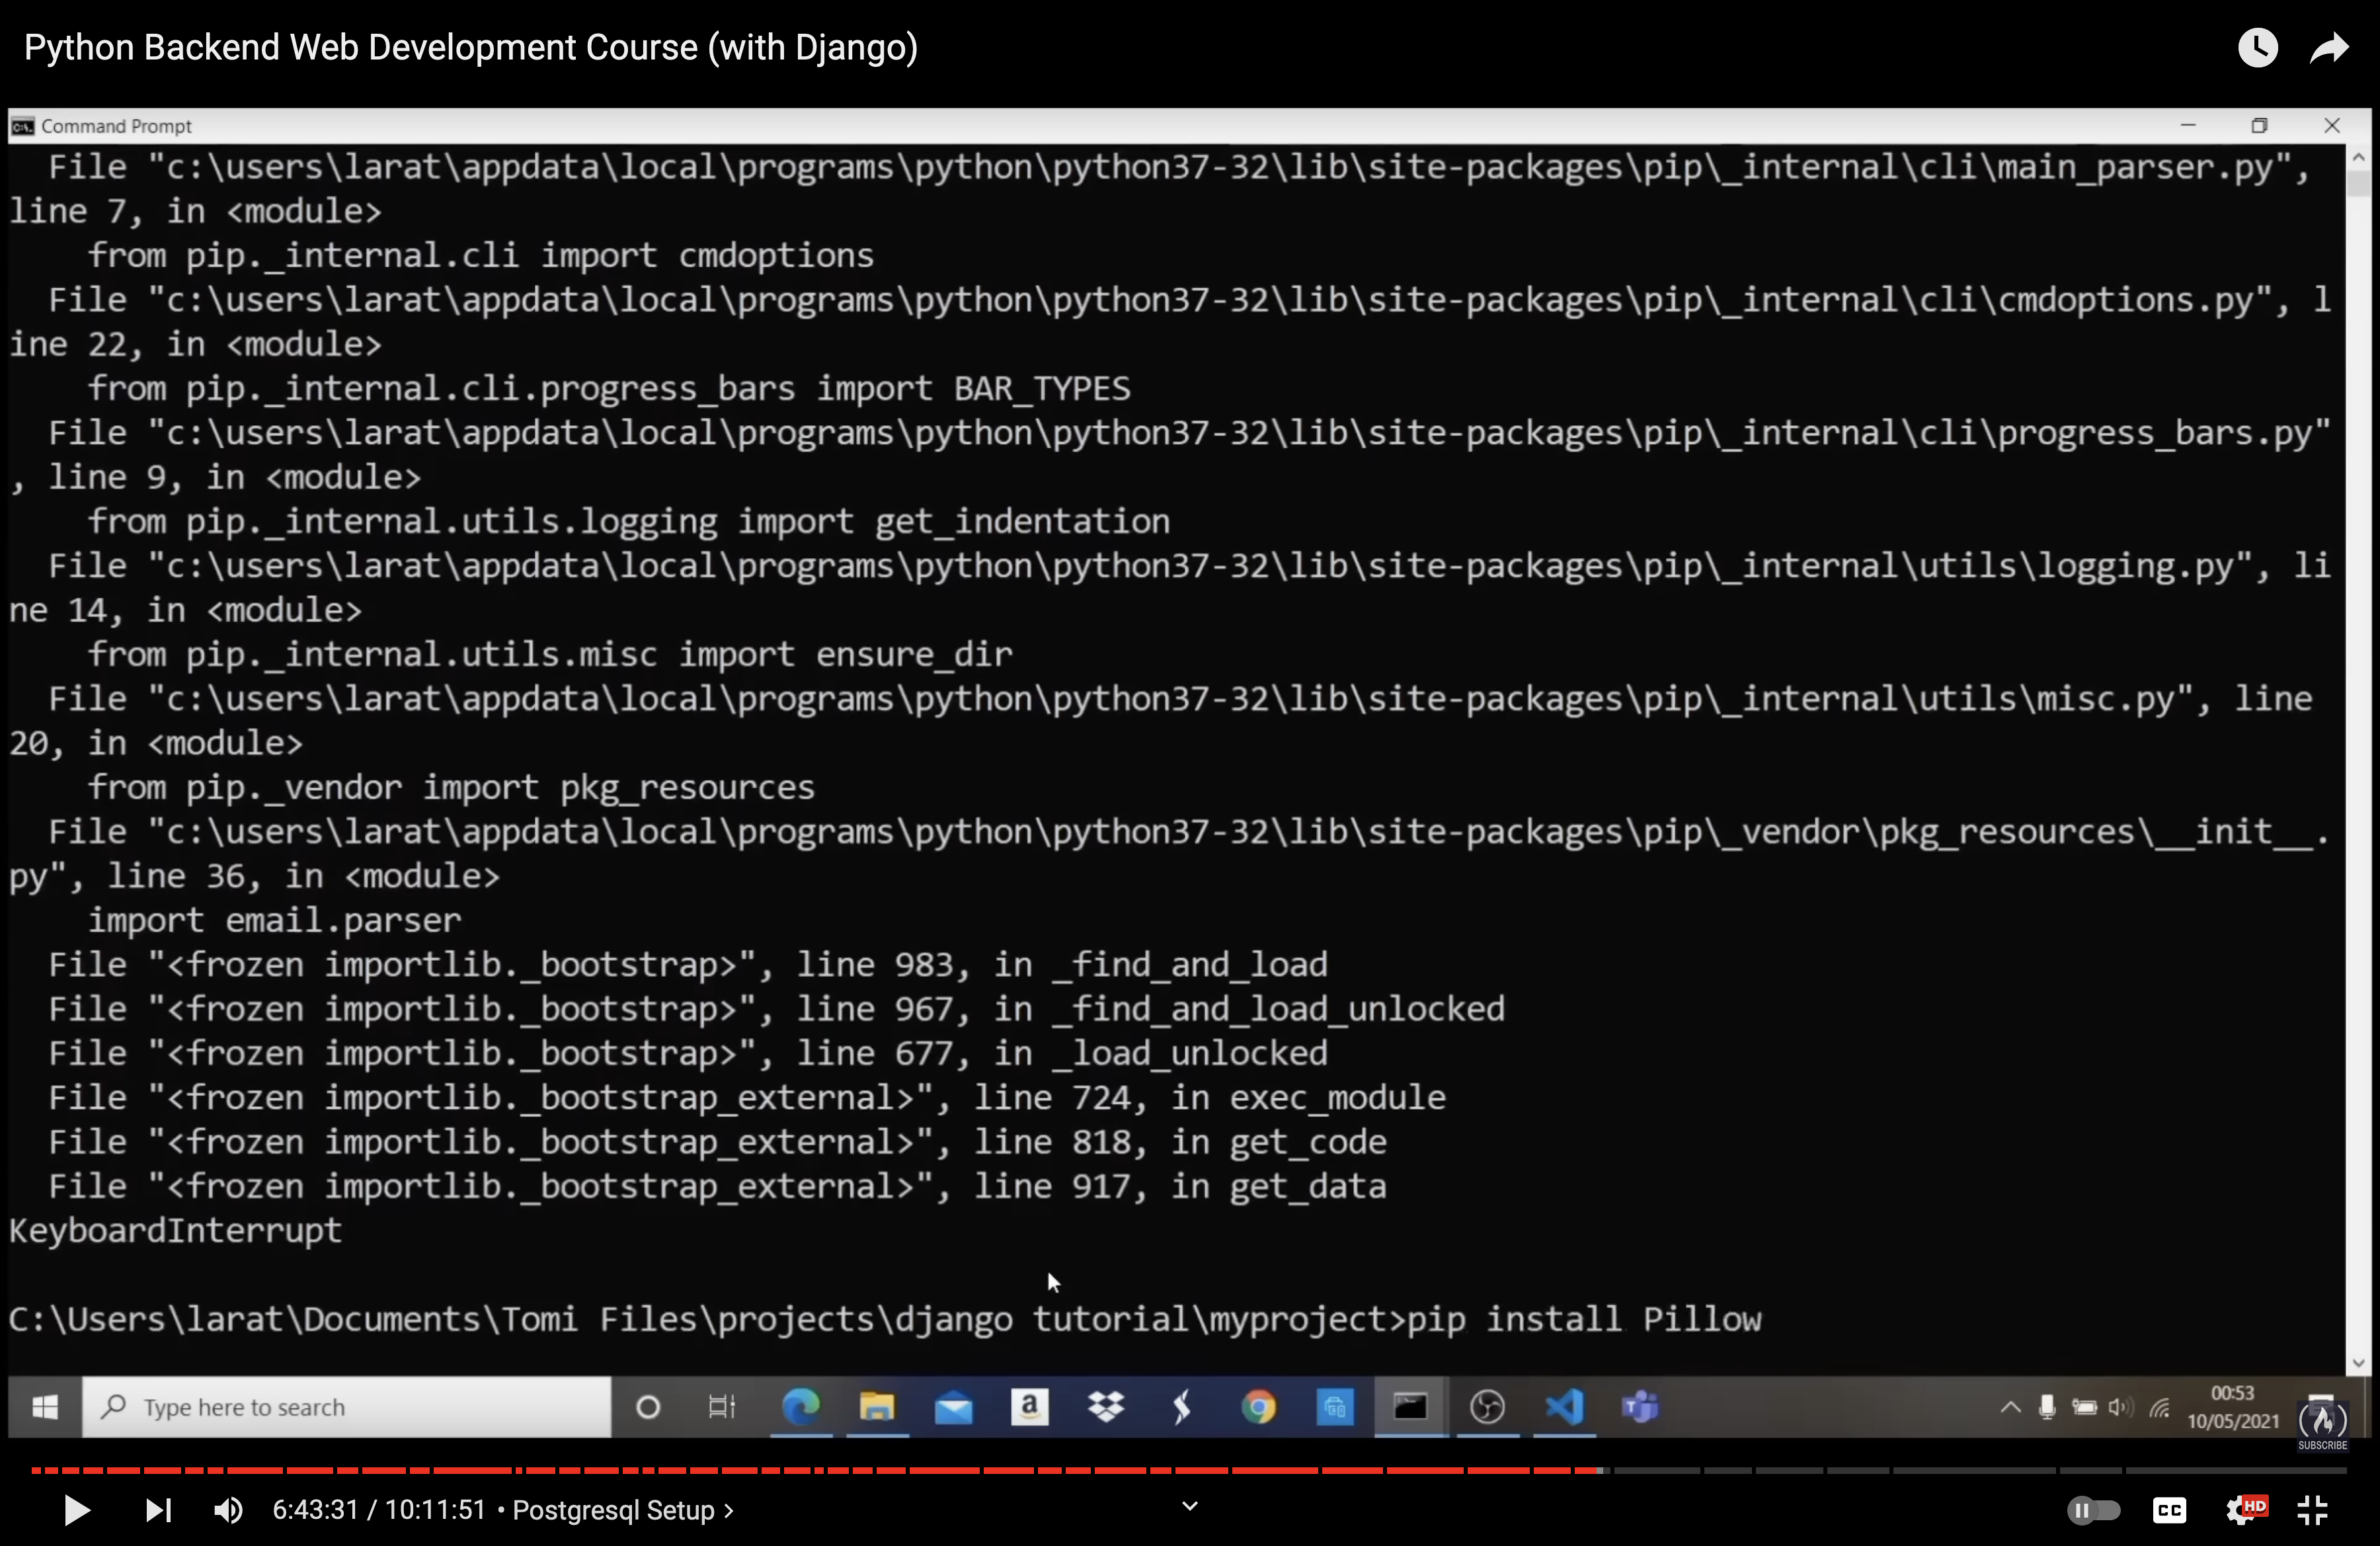 Python Backend Web Development Course (with Django)
Command Prompt
File "c:\users\larat\appdata\local\programs\python\python37-32\lib\site-packages\pip\_internal\cli\main_parser.py",
line 7, in <module>
from pip._internal.cli import cmdoptions
File "c:\users\larat\appdata\local\programs\python\python37-32\lib\site-packages\pip\_internal\cli\cmdoptions.py", l
ine 22, in <module>
from pip._internal.cli.progress_bars import BAR_TYPES
File "c:\users\larat\appdata\local\programs\python\python37-32\lib\site-packages\pip\_internal\cli\progress_bars.py"
, line 9, in <module>
from pip._internal.utils.logging import get_indentation
File "c:\users\larat\appdata\local\programs\python\python37-32\lib\site-packages\pip\_internal\utils\logging.py", li
ne 14, in <module>
from pip._internal.utils.misc import ensure_dir
File "c:\users\larat\appdata\local\programs\python\python37-32\lib\site-packages\pip\_internal\utils\misc.py", line
20, in <module>
from pip._vendor import pkg_resources
File "c:\users\larat\appdata\local\programs\python\python37-32\lib\site-packages\pip\_vendor\pkg_resources\__init__.
py", line 36, in <module>
import email.parser
File "<frozen importlib._bootstrap>", line 983, in _find_and_load
File "<frozen importlib._bootstrap>", line 967, in _find_and_load_unlocked
File "<frozen importlib._bootstrap>", line 677, in _load_unlocked
File "<frozen importlib._bootstrap_external>", line 724, in exec_module
File "<frozen importlib._bootstrap_external>", line 818, in get_code
File "<frozen importlib._bootstrap_external>", line 917, in get_data
KeyboardInterrupt
C:\Users\larat\Documents\Tomi Files\projects\django tutorial\myproject>pip install Pillow
Type here to search
00:53
10/05/2021
SUBSCRIBE
6:43:31 / 10:11:51 • Postgresql Setup >
CC
HD